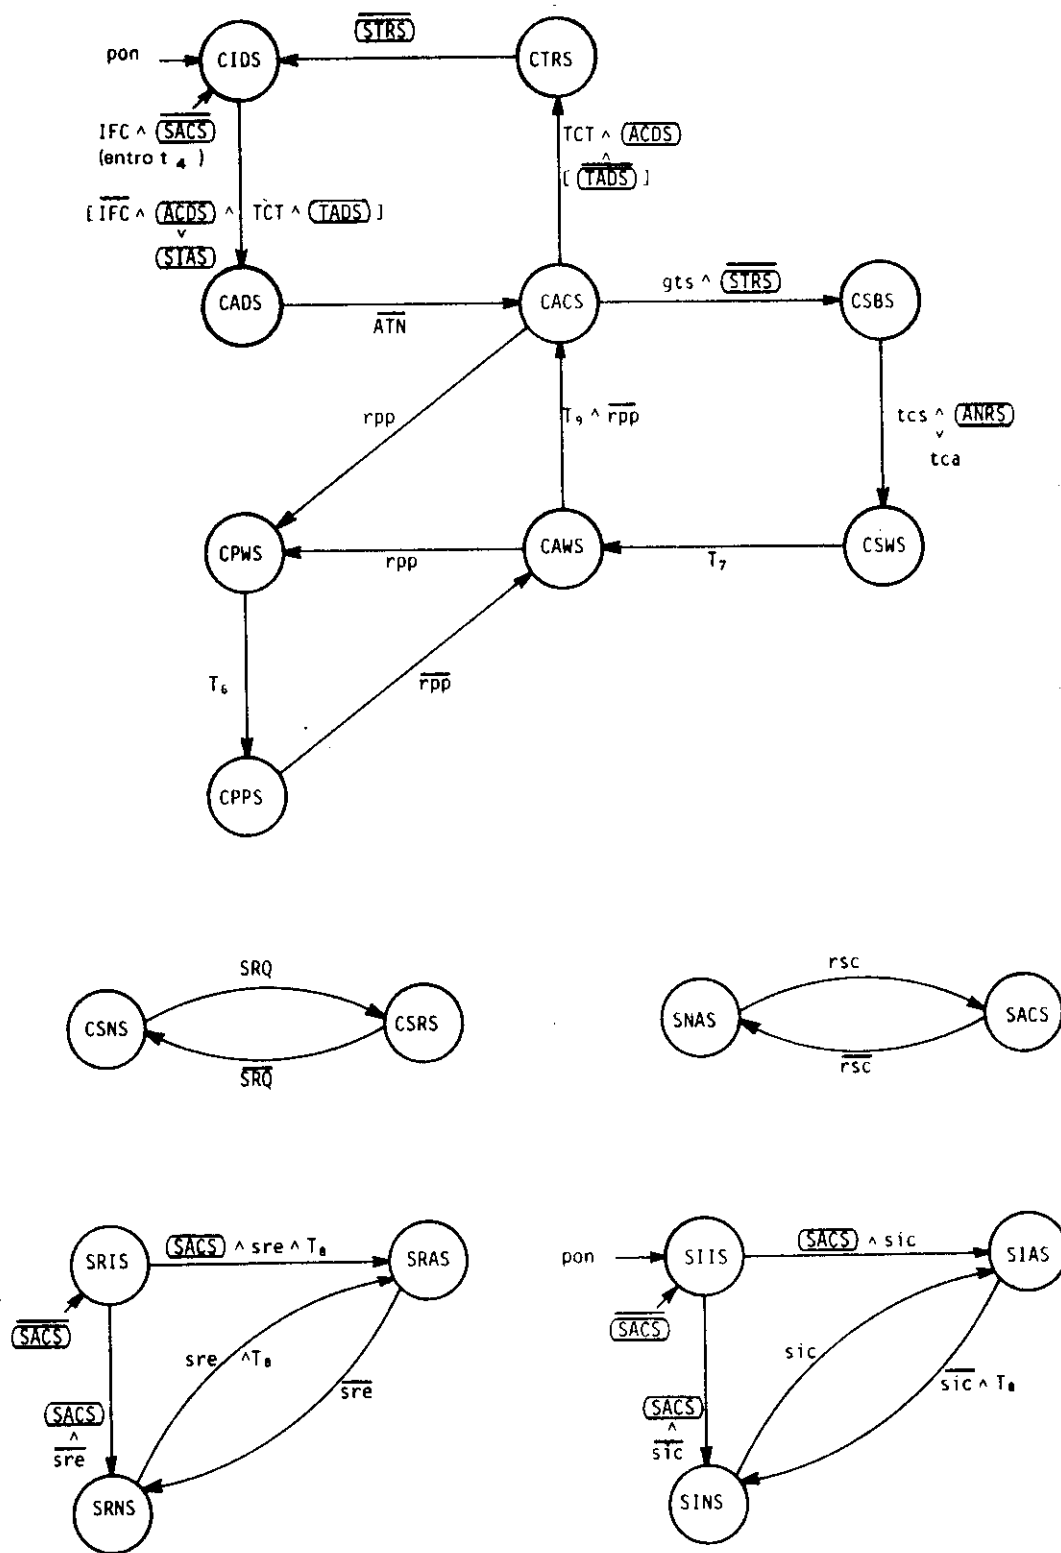 STRS
pon
CIDS
CTRS
IFC ∧ SACS
(entro t 4 )
TCT ∧ ACDS
∧
[ TADS ]
[ IFC ∧ ACDS ∧ TCT ∧ TADS ]
∨
SIAS
CADS
ATN
CACS
gts ∧ STRS
CSBS
rpp
T9 ∧ rpp
tcs ∧ ANRS
∨
tca
CPWS
rpp
CAWS
T7
CSWS
T6
rpp
CPPS
SRQ
CSNS
CSRS
SRQ
rsc
SNAS
SACS
rsc
SRIS
SACS ∧ sre ∧ T8
SRAS
SACS
sre ∧T8
sre
SACS
∧
sre
SRNS
pon
SIIS
SACS ∧ sic
SIAS
SACS
sic
sic ∧ T8
SACS
∧
sic
SINS